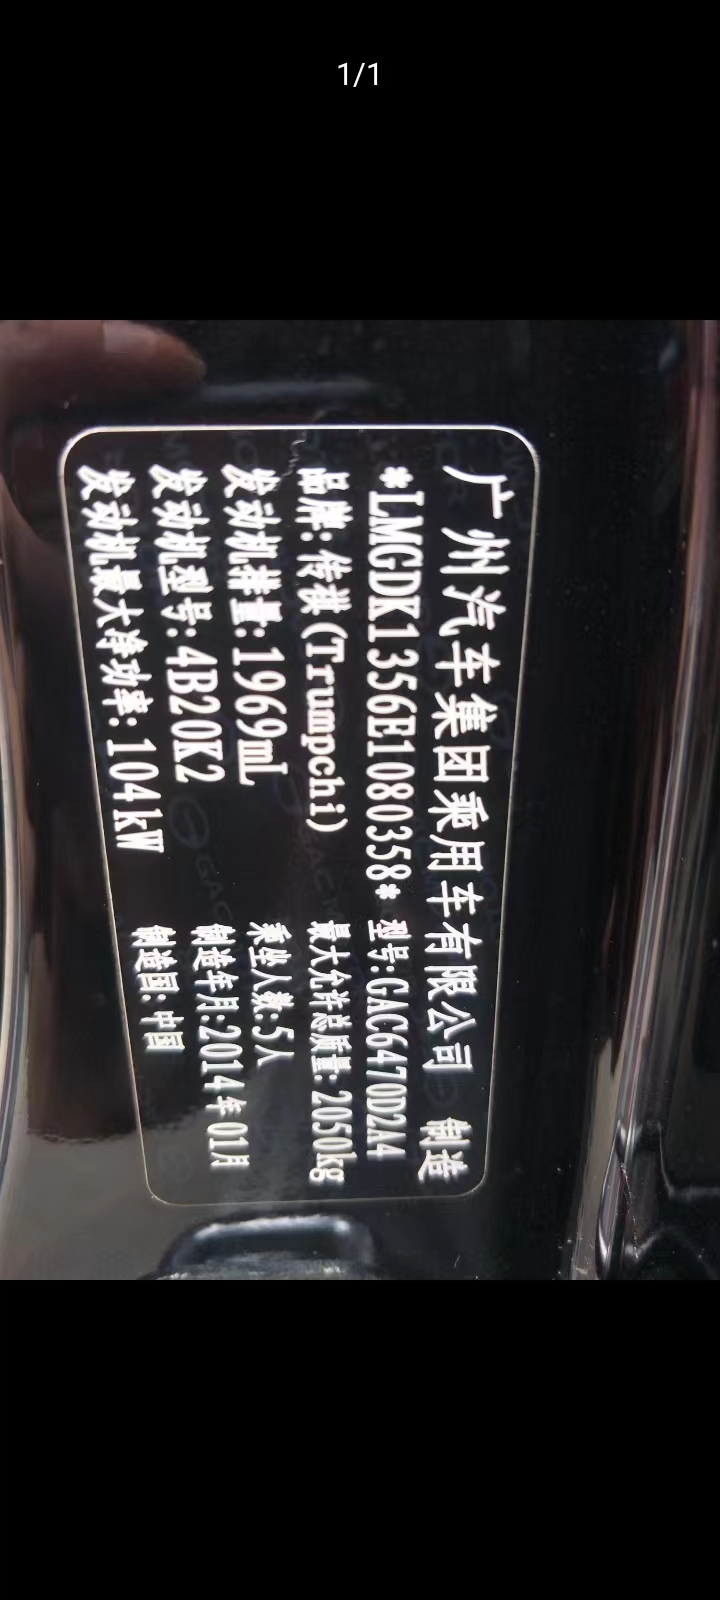 1/1
广州汽车集团乘用车有限公司 制造
*LMGDK1356E1080358* 型号:GAC6470D2A4
品牌:传祺(Trumpchi) 最大允许总质量:2050kg
发动机排量:1969mL 乘坐人数:5人
发动机型号:4B20K2 制造年月:2014年01月
发动机最大净功率:104kW 制造国:中国